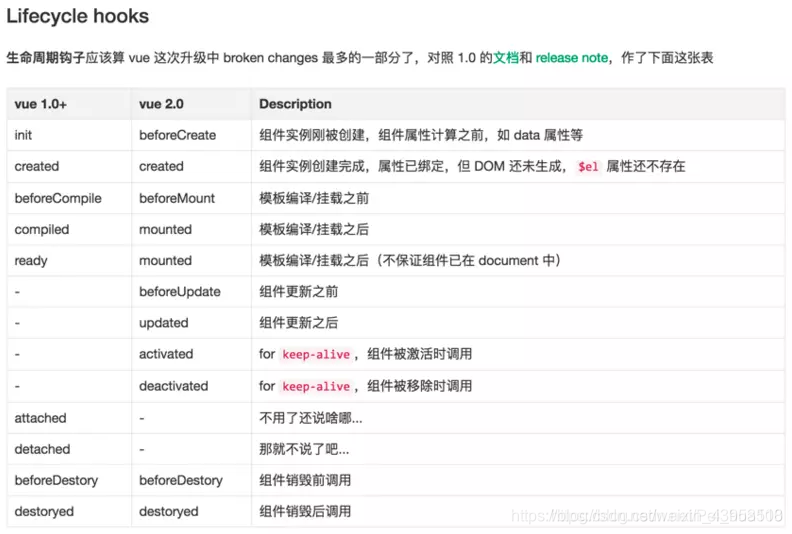 Lifecycle hooks
生命周期钩子应该算 vue 这次升级中 broken changes 最多的一部分了，对照 1.0 的文档和 release note，作了下面这张表
vue 1.0+ vue 2.0 Description
init beforeCreate 组件实例刚被创建，组件属性计算之前，如 data 属性等
created created 组件实例创建完成，属性已绑定，但 DOM 还未生成，$el 属性还不存在
beforeCompile beforeMount 模板编译/挂载之前
compiled mounted 模板编译/挂载之后
ready mounted 模板编译/挂载之后（不保证组件已在 document 中）
- beforeUpdate 组件更新之前
- updated 组件更新之后
- activated for keep-alive，组件被激活时调用
- deactivated for keep-alive，组件被移除时调用
attached - 不用了还说啥哪...
detached - 那就不说了吧...
beforeDestory beforeDestory 组件销毁前调用
destoryed destoryed 组件销毁后调用